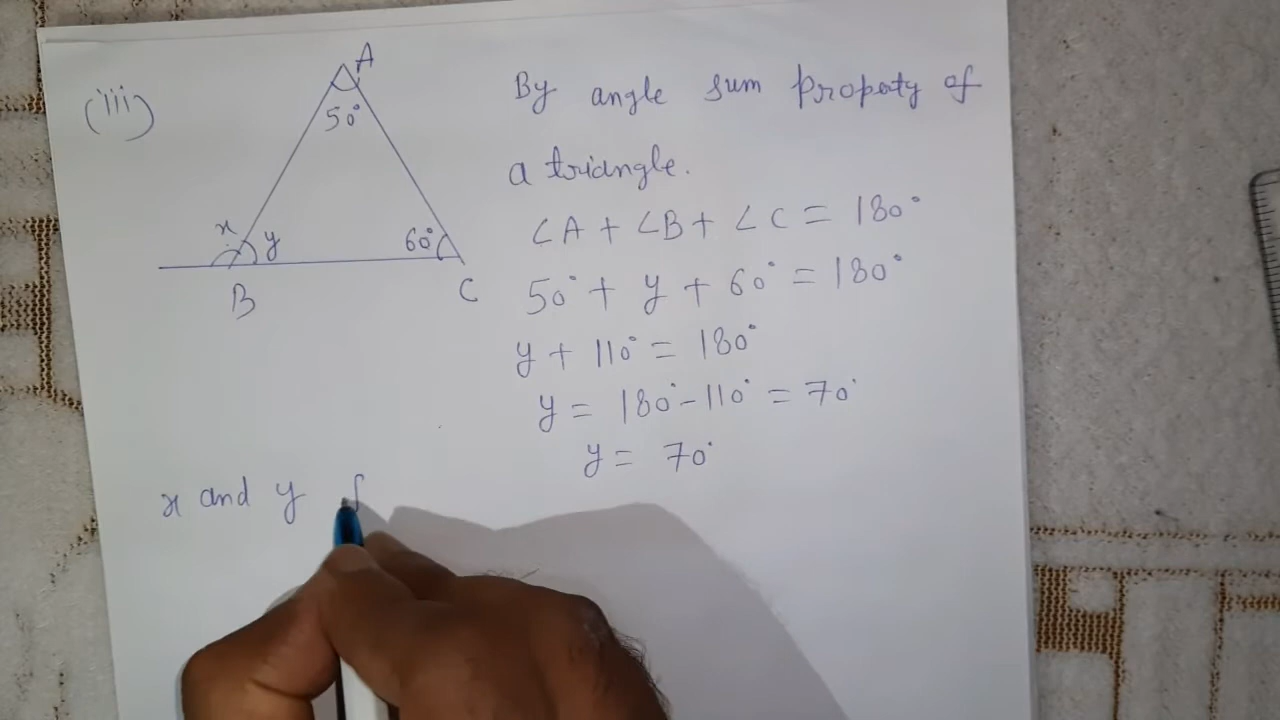 (iii)
A
50°
x
y
60°
B
C
By angle sum Property of
a triangle.
∠A + ∠B + ∠C = 180°
50° + y + 60° = 180°
y + 110° = 180°
y = 180° - 110° = 70°
y = 70°
x and y f